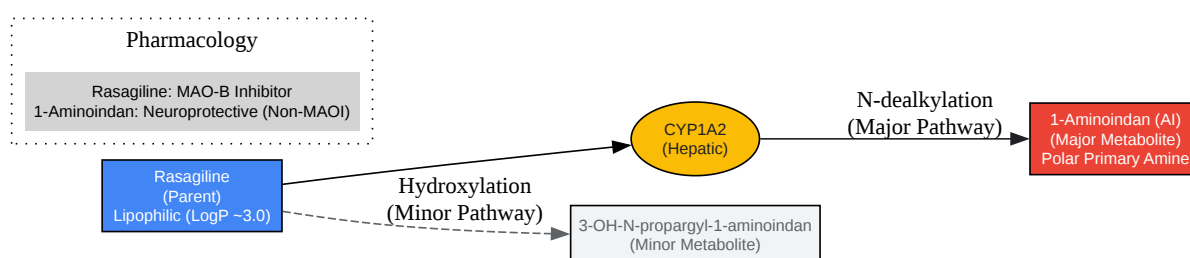 Pharmacology
Rasagiline: MAO-B Inhibitor
1-Aminoindan: Neuroprotective (Non-MAOI)
Rasagiline
(Parent)
Lipophilic (LogP ~3.0)
Hydroxylation
(Minor Pathway)
CYP1A2
(Hepatic)
3-OH-N-propargyl-1-aminoindan
(Minor Metabolite)
N-dealkylation
(Major Pathway)
1-Aminoindan (AI)
(Major Metabolite)
Polar Primary Amine